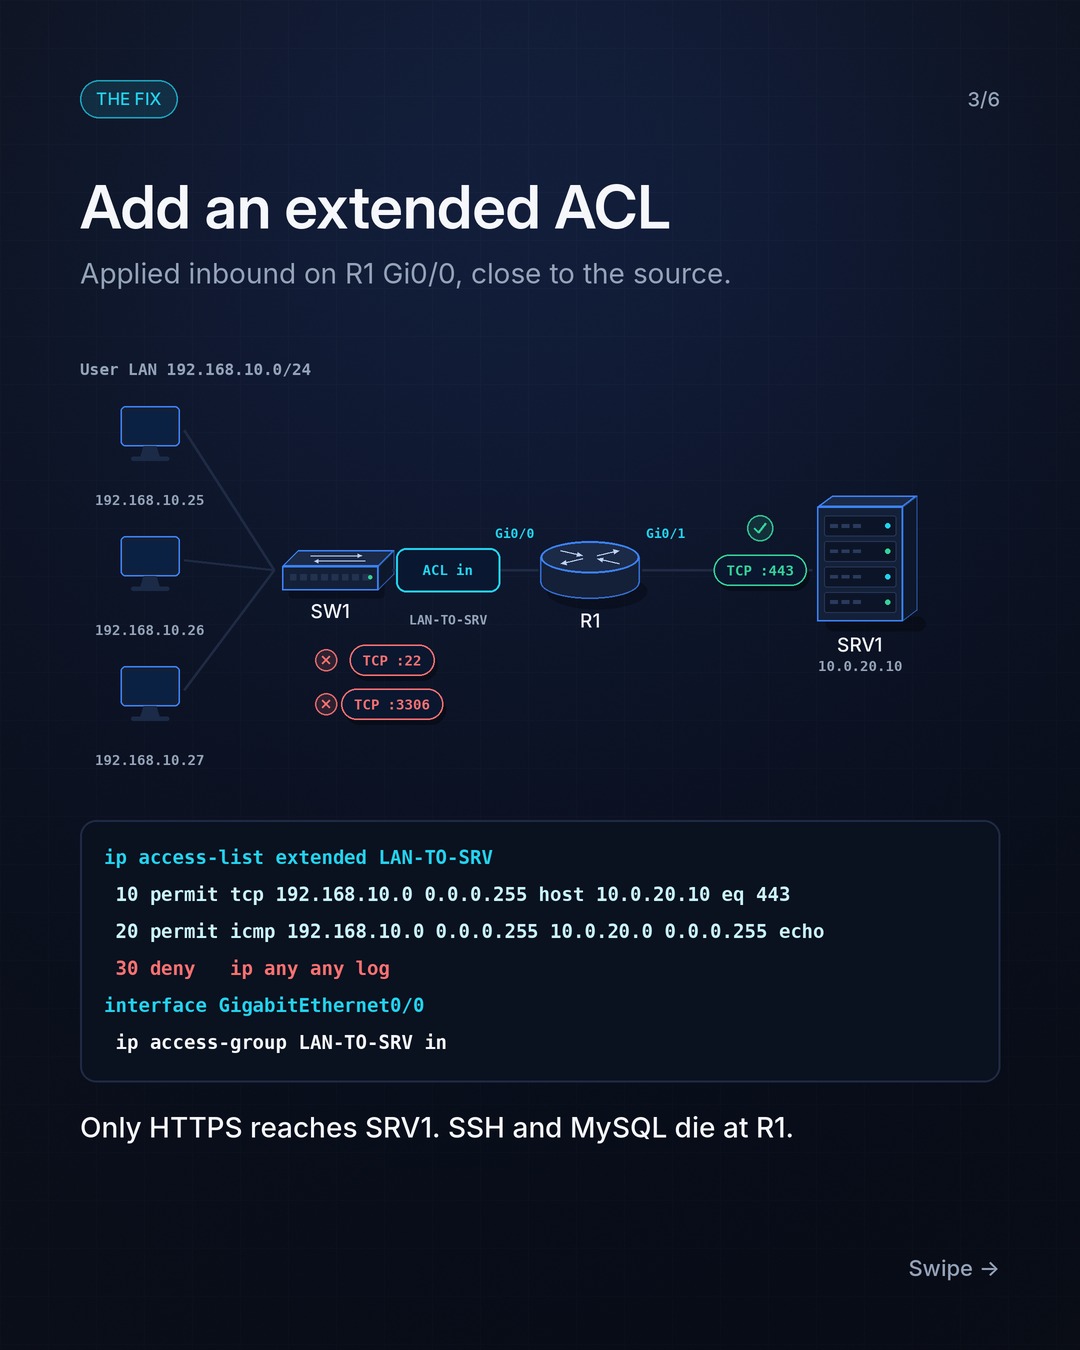 THE FIX
3/6
Add an extended ACL
Applied inbound on R1 Gi0/0, close to the source.
User LAN 192.168.10.0/24
192.168.10.25
192.168.10.26
192.168.10.27
SW1
ACL in
LAN-TO-SRV
Gi0/0
R1
Gi0/1
TCP :443
SRV1
10.0.20.10
TCP :22
TCP :3306
ip access-list extended LAN-TO-SRV
10 permit tcp 192.168.10.0 0.0.0.255 host 10.0.20.10 eq 443
20 permit icmp 192.168.10.0 0.0.0.255 10.0.20.0 0.0.0.255 echo
30 deny   ip any any log
interface GigabitEthernet0/0
ip access-group LAN-TO-SRV in
Only HTTPS reaches SRV1. SSH and MySQL die at R1.
Swipe →